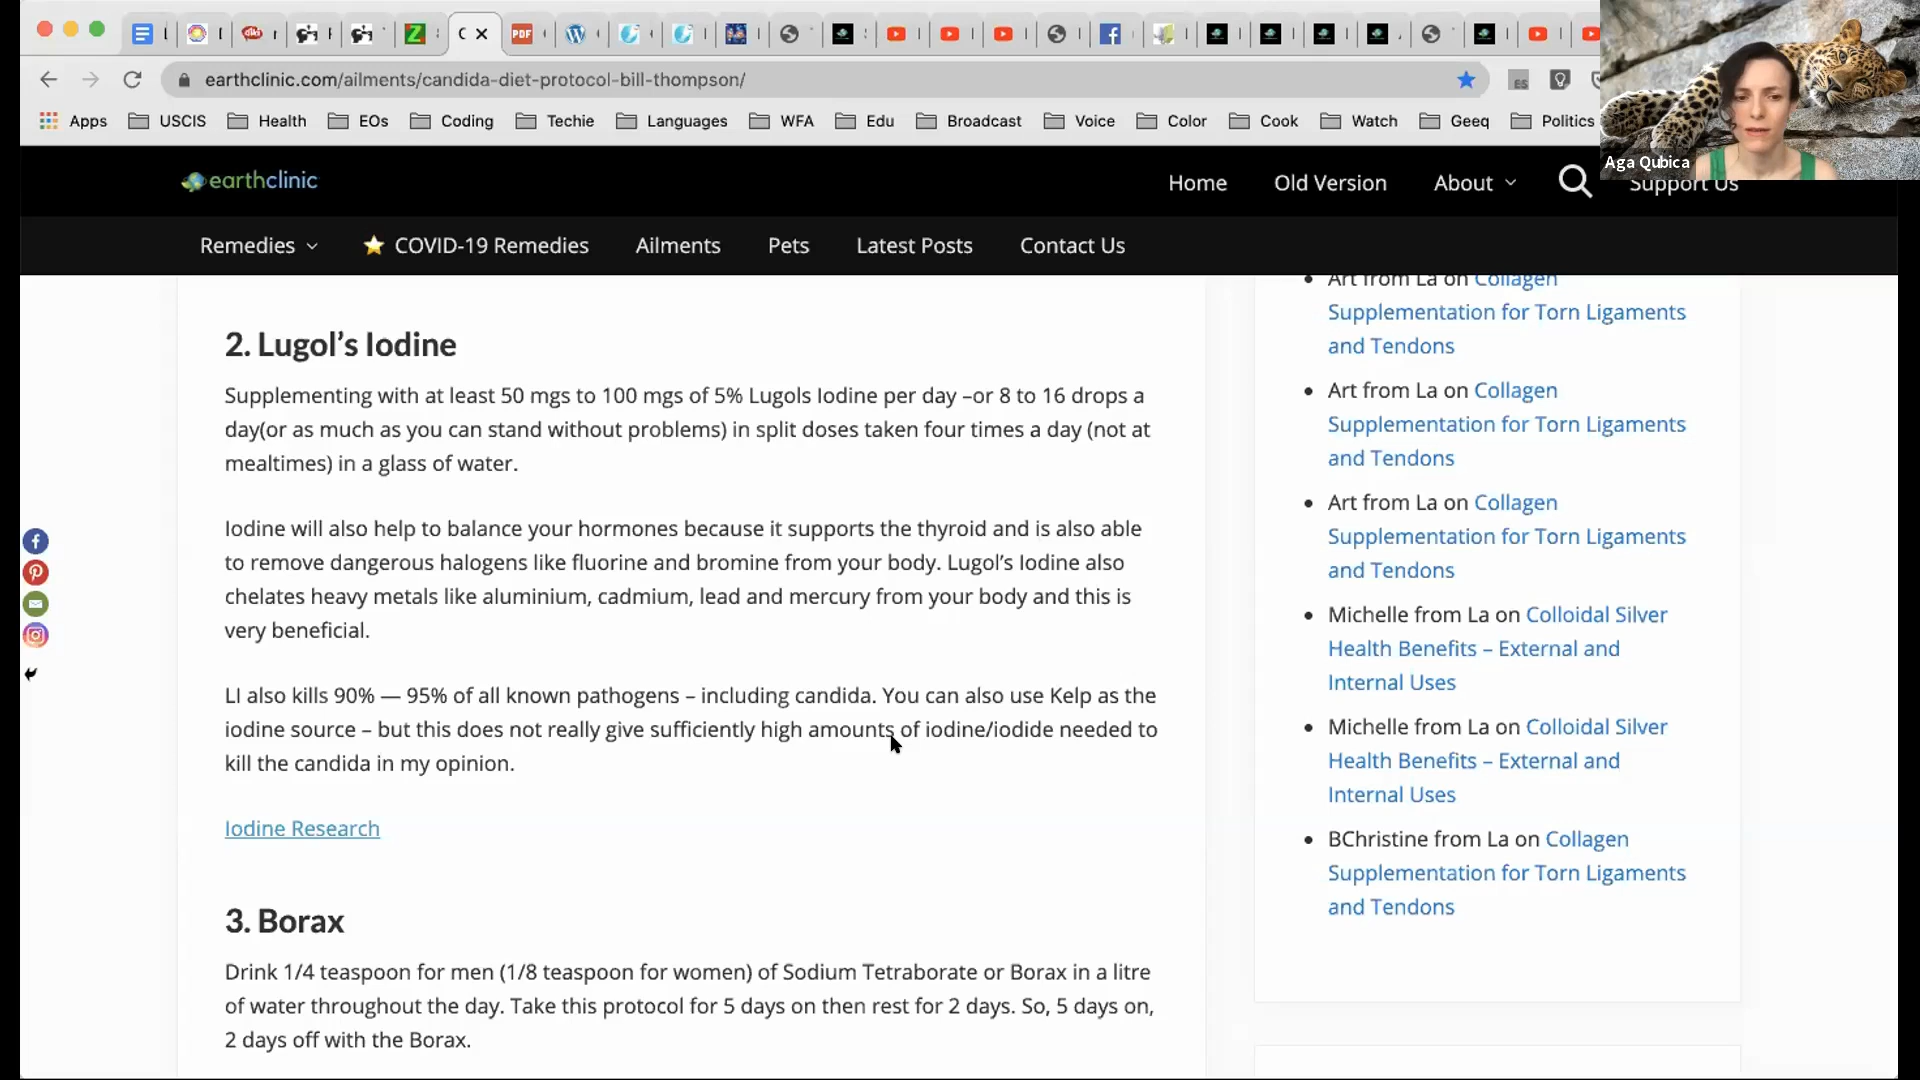 earthclinic.com/ailments/candida-diet-protocol-bill-thompson/
Apps USCIS Health EOs Coding Techie Languages WFA Edu Broadcast Voice Color Cook Watch Geeq Politics
Aga Qubica
earthclinic
Home Old Version About Support Us
Remedies COVID-19 Remedies Ailments Pets Latest Posts Contact Us
2. Lugol’s Iodine
Supplementing with at least 50 mgs to 100 mgs of 5% Lugols Iodine per day –or 8 to 16 drops a
day(or as much as you can stand without problems) in split doses taken four times a day (not at
mealtimes) in a glass of water.
Iodine will also help to balance your hormones because it supports the thyroid and is also able
to remove dangerous halogens like fluorine and bromine from your body. Lugol’s Iodine also
chelates heavy metals like aluminium, cadmium, lead and mercury from your body and this is
very beneficial.
LI also kills 90% — 95% of all known pathogens – including candida. You can also use Kelp as the
iodine source – but this does not really give sufficiently high amounts of iodine/iodide needed to
kill the candida in my opinion.
Iodine Research
3. Borax
Drink 1/4 teaspoon for men (1/8 teaspoon for women) of Sodium Tetraborate or Borax in a litre
of water throughout the day. Take this protocol for 5 days on then rest for 2 days. So, 5 days on,
2 days off with the Borax.
Art from La on Collagen
Supplementation for Torn Ligaments
and Tendons
Art from La on Collagen
Supplementation for Torn Ligaments
and Tendons
Art from La on Collagen
Supplementation for Torn Ligaments
and Tendons
Michelle from La on Colloidal Silver
Health Benefits – External and
Internal Uses
Michelle from La on Colloidal Silver
Health Benefits – External and
Internal Uses
BChristine from La on Collagen
Supplementation for Torn Ligaments
and Tendons